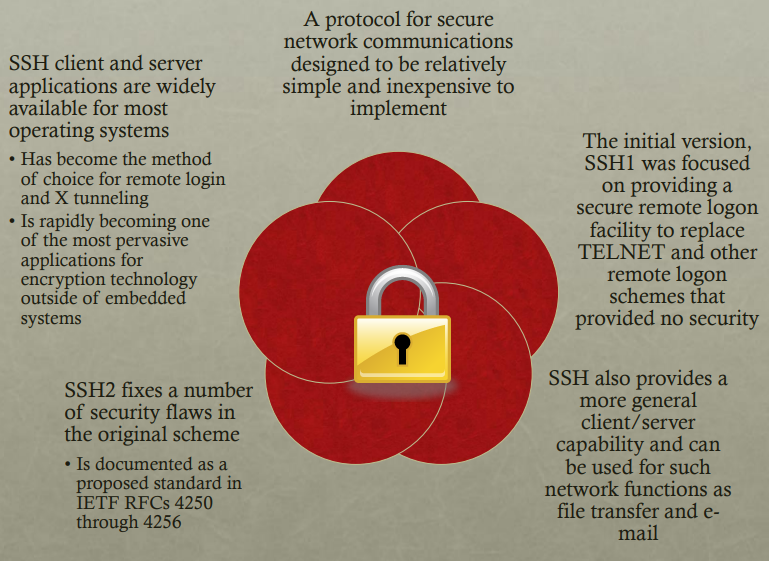 A protocol for secure
network communications
designed to be relatively
simple and inexpensive to
implement
The initial version,
SSH1 was focused
on providing a
secure remote logon
facility to replace
TELNET and other
remote logon
schemes that
provided no security
SSH also provides a
more general
client/server
capability and can
be used for such
network functions as
file transfer and e-
mail
SSH2 fixes a number
of security flaws in
the original scheme
• Is documented as a
proposed standard in
IETF RFCs 4250
through 4256
SSH client and server
applications are widely
available for most
operating systems
• Has become the method
of choice for remote login
and X tunneling
• Is rapidly becoming one
of the most pervasive
applications for
encryption technology
outside of embedded
systems